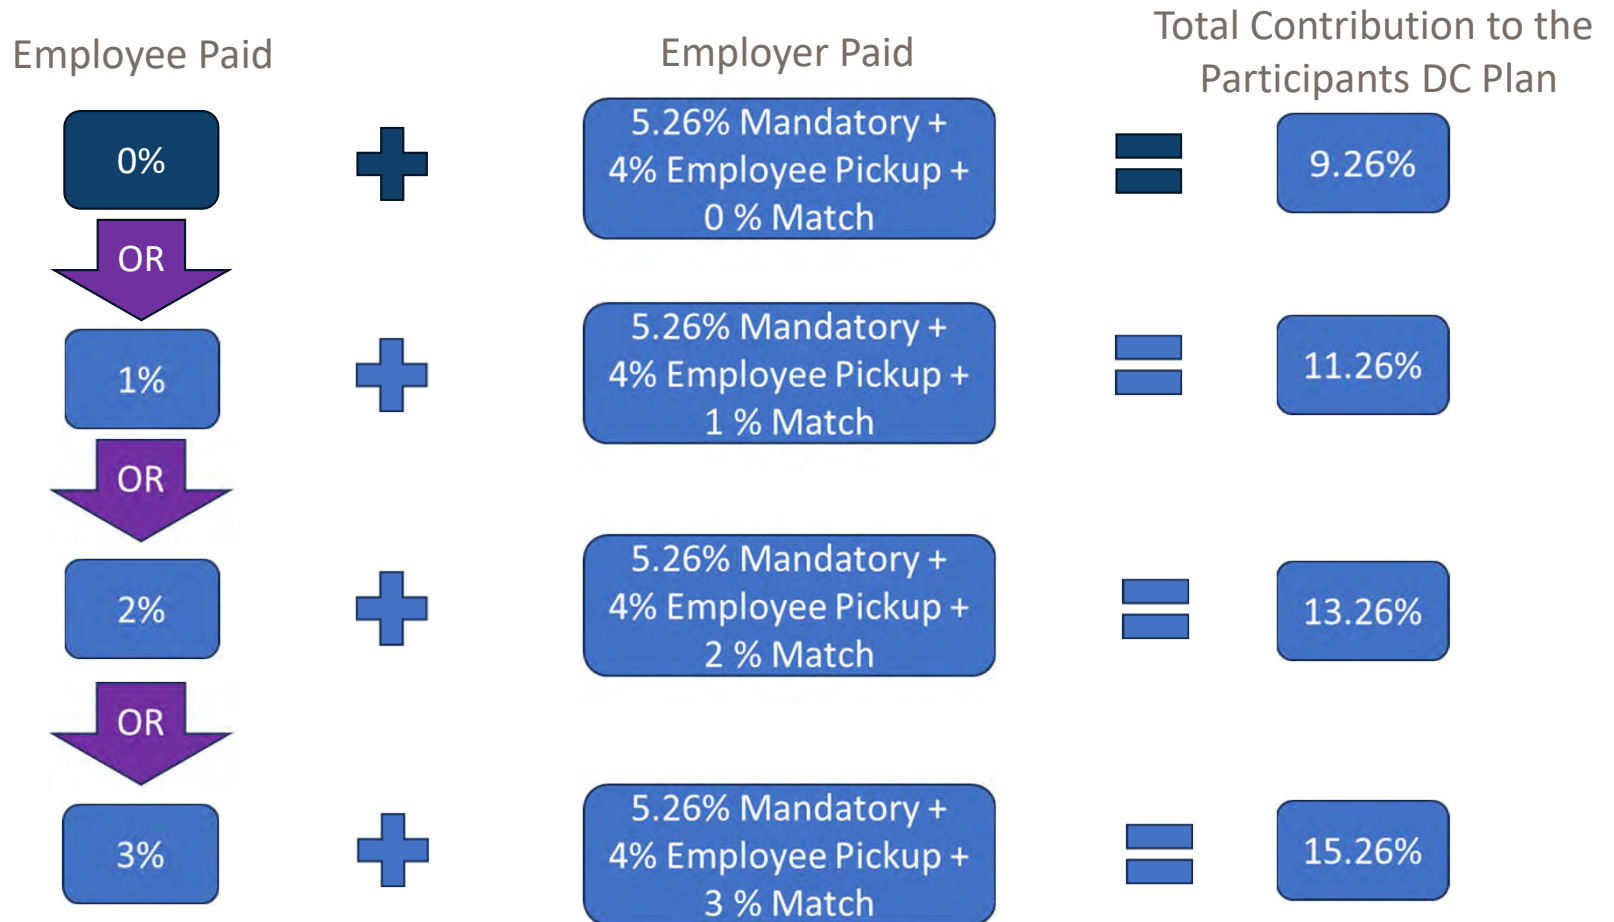 Employee Paid
Employer Paid
Total Contribution to the
Participants DC Plan
0%
5.26% Mandatory +
4% Employee Pickup +
0 % Match
9.26%
OR
1%
5.26% Mandatory +
4% Employee Pickup +
1 % Match
11.26%
OR
2%
5.26% Mandatory +
4% Employee Pickup +
2 % Match
13.26%
OR
3%
5.26% Mandatory +
4% Employee Pickup +
3 % Match
15.26%